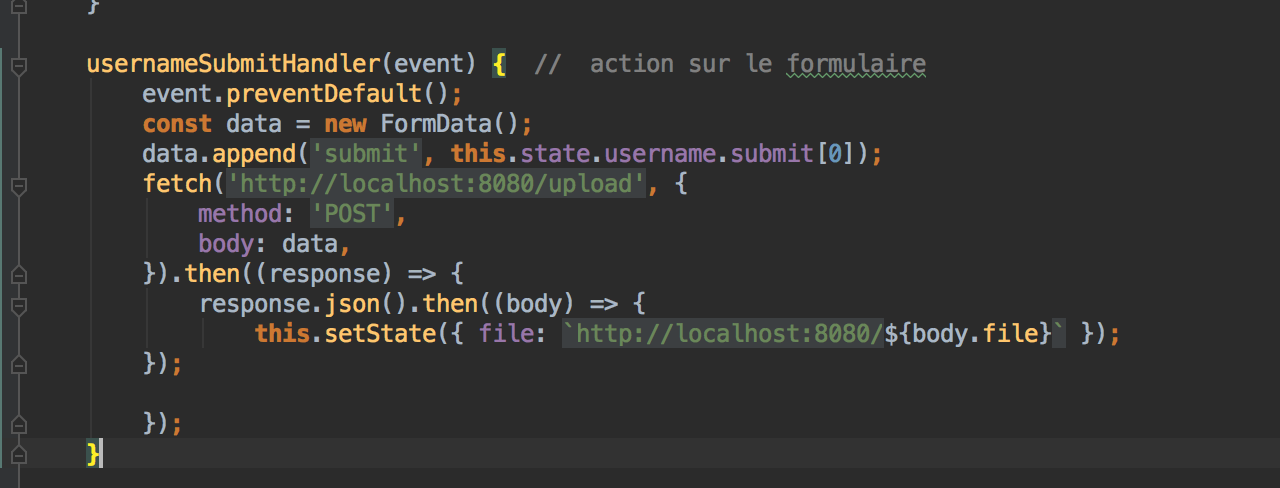 }
usernameSubmitHandler(event) {  //  action sur le formulaire
event.preventDefault();
const data = new FormData();
data.append('submit', this.state.username.submit[0]);
fetch('http://localhost:8080/upload', {
method: 'POST',
body: data,
}).then((response) => {
response.json().then((body) => {
this.setState({ file: `http://localhost:8080/${body.file}` });
});
});
}